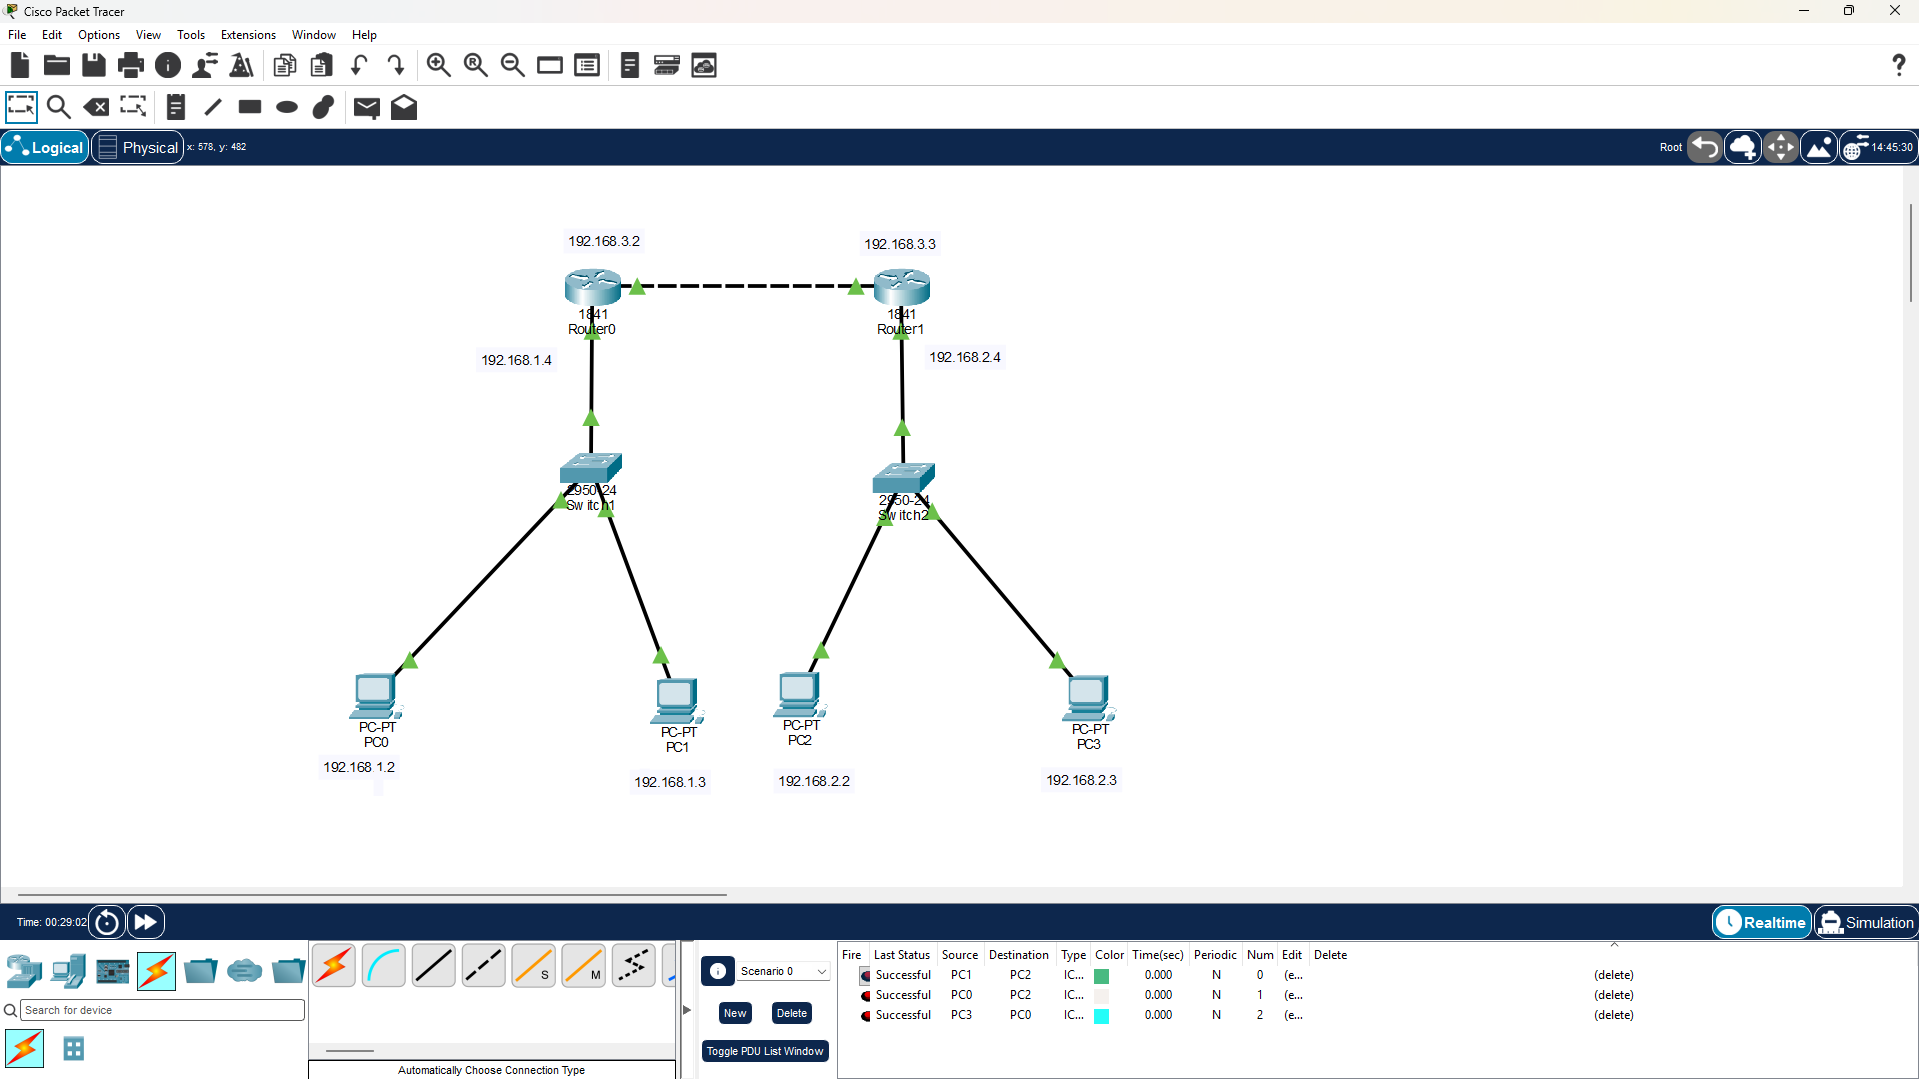 Cisco Packet Tracer
File Edit Options View Tools Extensions Window Help
Logical Physical x: 578, y: 482 Root 14:45:30
192.168.3.2 192.168.3.3
1841 1841
Router0 Router1
192.168.1.4 192.168.2.4
2950-24
Switch1
2950-24
Switch2
PC-PT PC-PT PC-PT PC-PT
PC0 PC1 PC2 PC3
192.168.1.2 192.168.1.3 192.168.2.2 192.168.2.3
Time: 00:29:02 Realtime Simulation
S M
Search for device
Automatically Choose Connection Type
Scenario 0
New Delete
Toggle PDU List Window
Fire Last Status Source Destination Type Color Time(sec) Periodic Num Edit Delete
Successful PC1 PC2 IC... 0.000 N 0 (e... (delete)
Successful PC0 PC2 IC... 0.000 N 1 (e... (delete)
Successful PC3 PC0 IC... 0.000 N 2 (e... (delete)